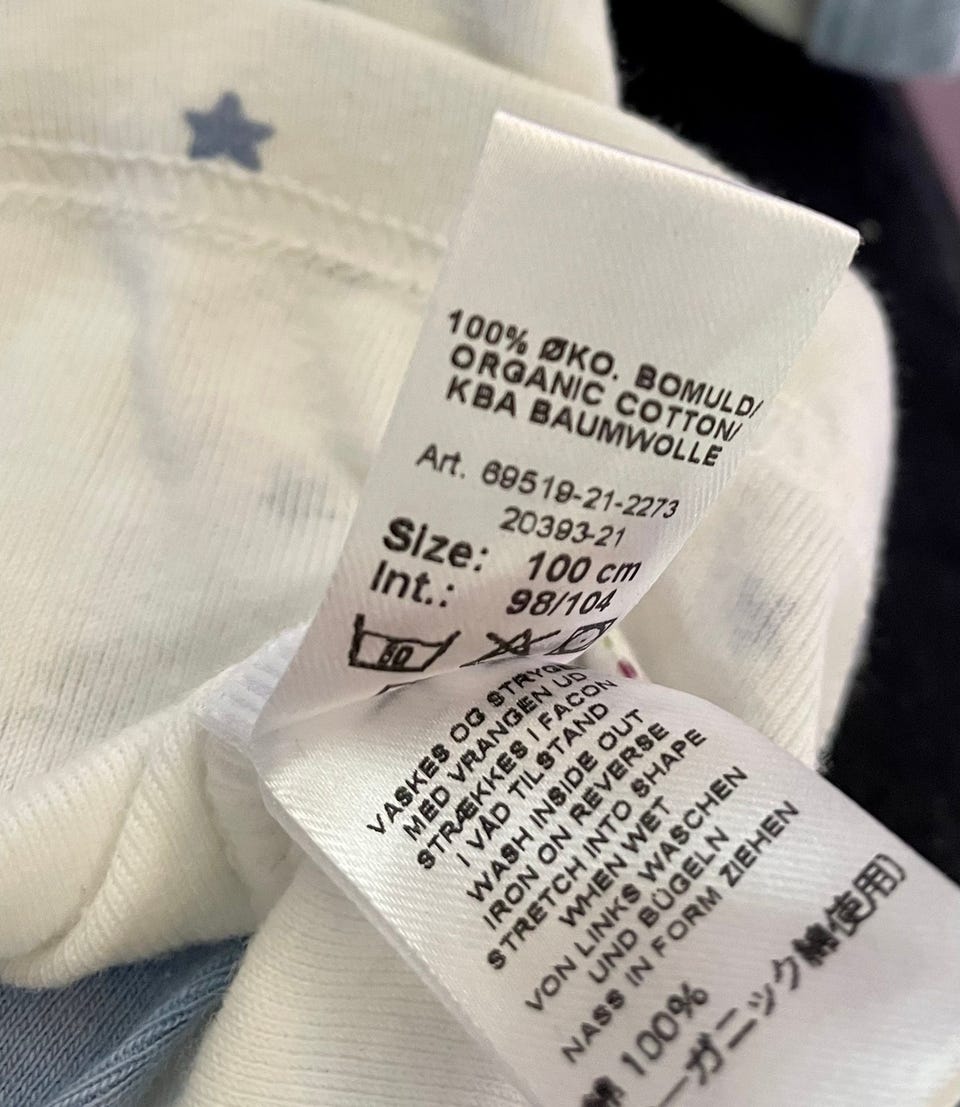 100% ØKO. BOMULD/
ORGANIC COTTON/
KBA BAUMWOLLE
Art. 69519-21-2273
20393-21
Size: 100 cm
Int.: 98/104
60
VASKES OG STRYGES
MED VRANGEN UD
STRÆKKES I FACON
I VÅD TILSTAND
WASH INSIDE OUT
IRON ON REVERSE
STRETCH INTO SHAPE
WHEN WET
VON LINKS WASCHEN
UND BÜGELN
NASS IN FORM ZIEHEN
綿 100%
ーガニック綿使用)